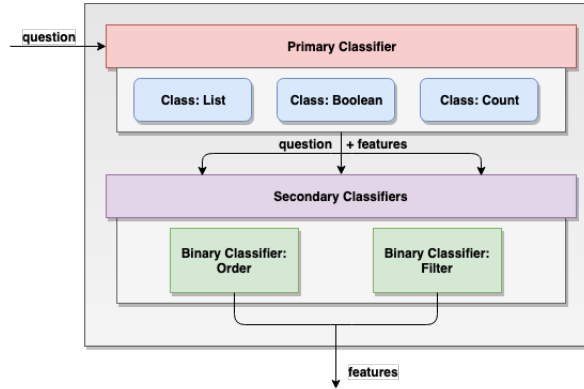 question
Primary Classifier
Class: List
Class: Boolean
Class: Count
question + features
Secondary Classifiers
Binary Classifier:
Order
Binary Classifier:
Filter
features